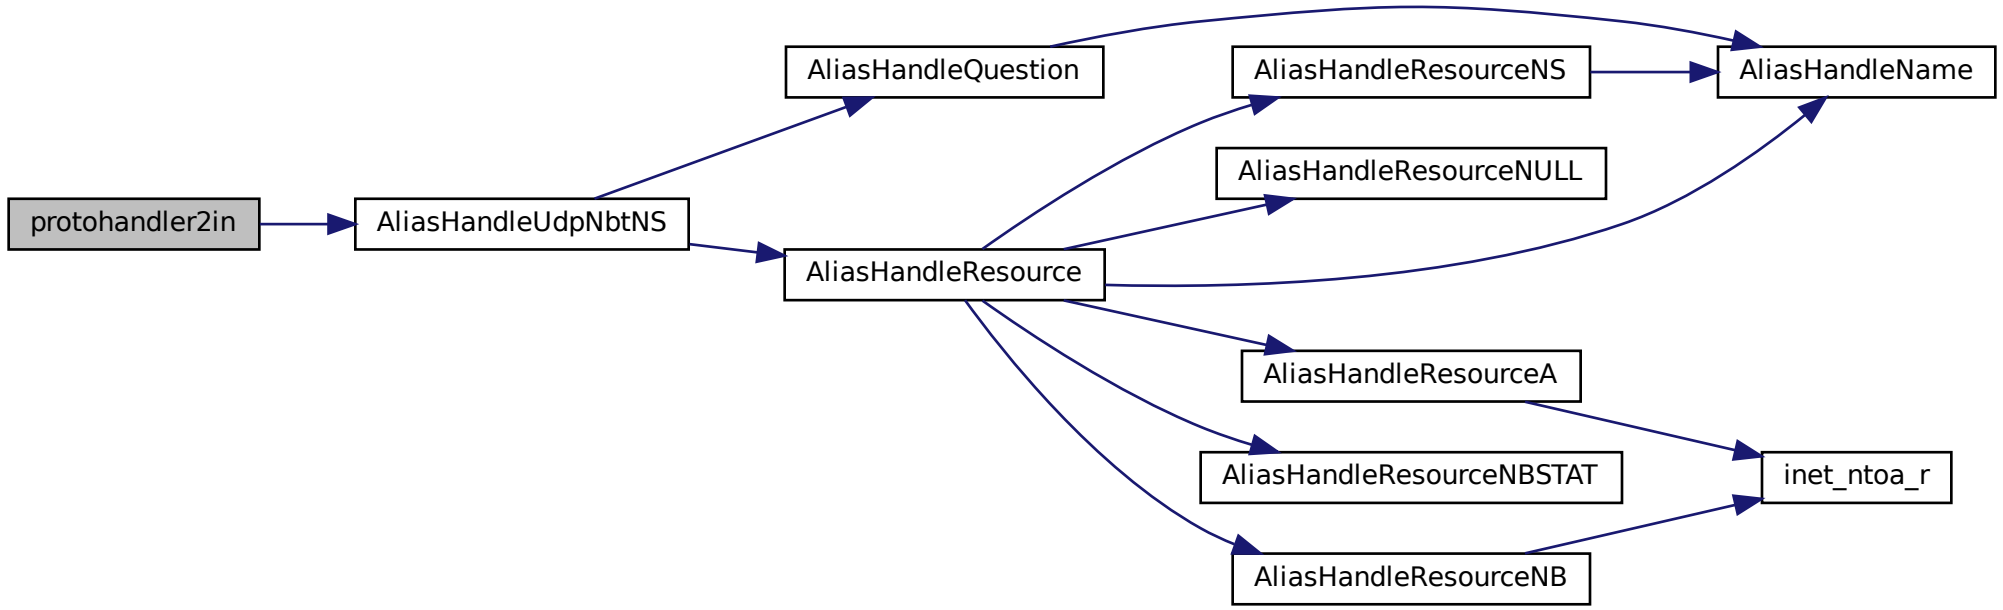 protohandler2in
AliasHandleUdpNbtNS
AliasHandleQuestion
AliasHandleResource
AliasHandleResourceNS
AliasHandleResourceNULL
AliasHandleResourceA
AliasHandleResourceNBSTAT
AliasHandleResourceNB
AliasHandleName
inet_ntoa_r